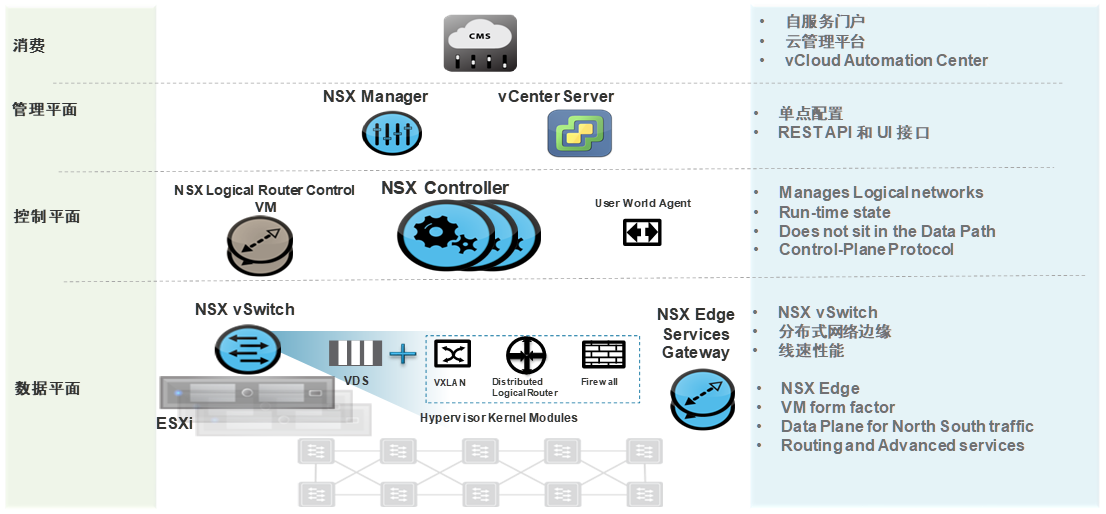 消费
CMS
• 自服务门户
• 云管理平台
• vCloud Automation Center
管理平面
NSX Manager
vCenter Server
• 单点配置
• REST API 和 UI 接口
控制平面
NSX Logical Router Control
VM
NSX Controller
User World Agent
• Manages Logical networks
• Run-time state
• Does not sit in the Data Path
• Control-Plane Protocol
数据平面
NSX vSwitch
ESXi
VDS
VXLAN
Distributed
Logical Router
Firewall
Hypervisor Kernel Modules
NSX Edge
Services
Gateway
• NSX vSwitch
• 分布式网络边缘
• 线速性能
• NSX Edge
• VM form factor
• Data Plane for North South traffic
• Routing and Advanced services